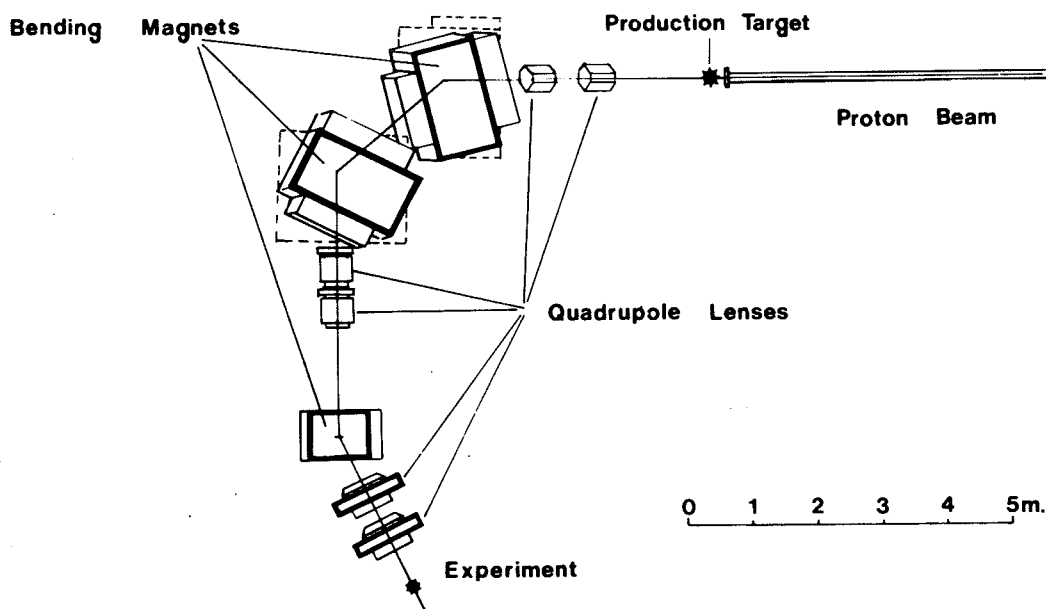 Production Target
Bending Magnets
Proton Beam
Quadrupole Lenses
0 1 2 3 4 5m.
Experiment